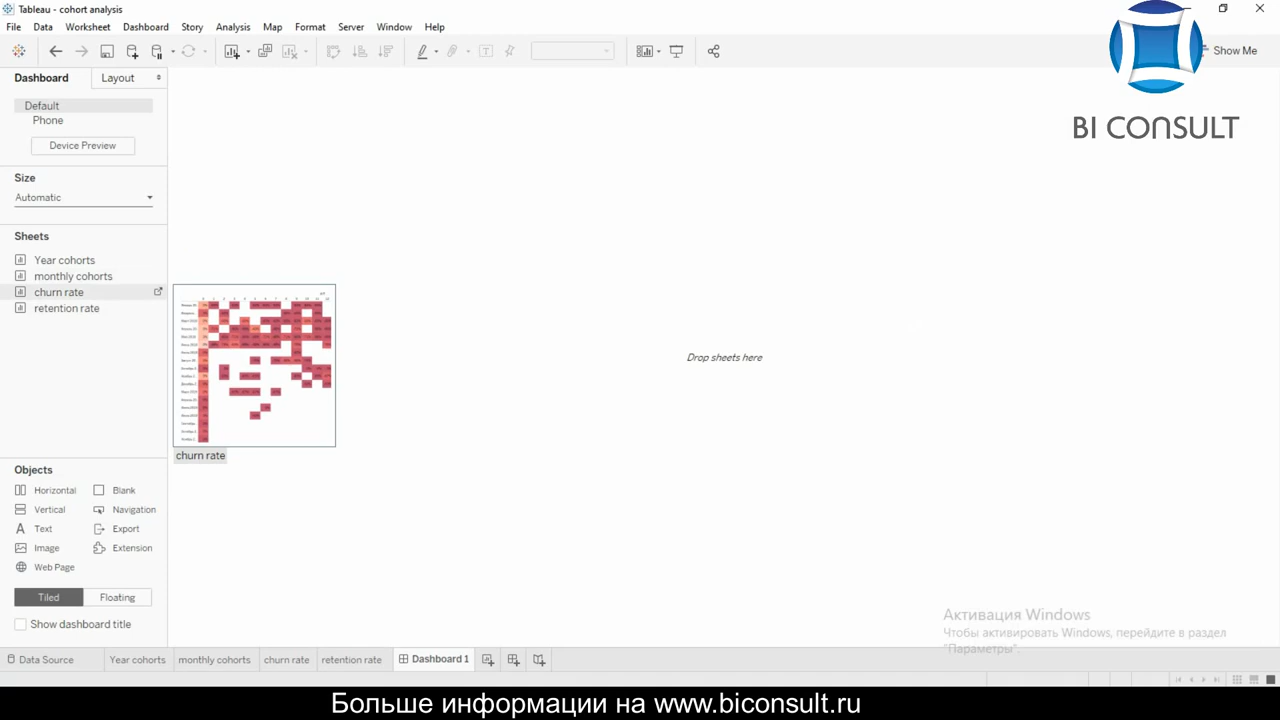 Tableau - cohort analysis
File Data Worksheet Dashboard Story Analysis Map Format Server Window Help
Show Me
BI CONSULT
Dashboard Layout
Default
Phone
Device Preview
Size
Automatic
Sheets
Year cohorts
monthly cohorts
churn rate
retention rate
churn rate
Drop sheets here
Objects
Horizontal Blank
Vertical Navigation
Text Export
Image Extension
Web Page
Tiled Floating
Show dashboard title
Активация Windows
Чтобы активировать Windows, перейдите в раздел
"Параметры".
Data Source Year cohorts monthly cohorts churn rate retention rate Dashboard 1
Больше информации на www.biconsult.ru